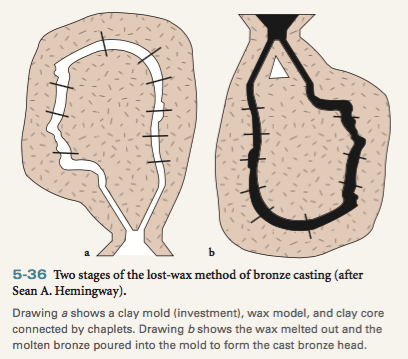 a
b
5-36 Two stages of the lost-wax method of bronze casting (after
Sean A. Hemingway).
Drawing a shows a clay mold (investment), wax model, and clay core
connected by chaplets. Drawing b shows the wax melted out and the
molten bronze poured into the mold to form the cast bronze head.